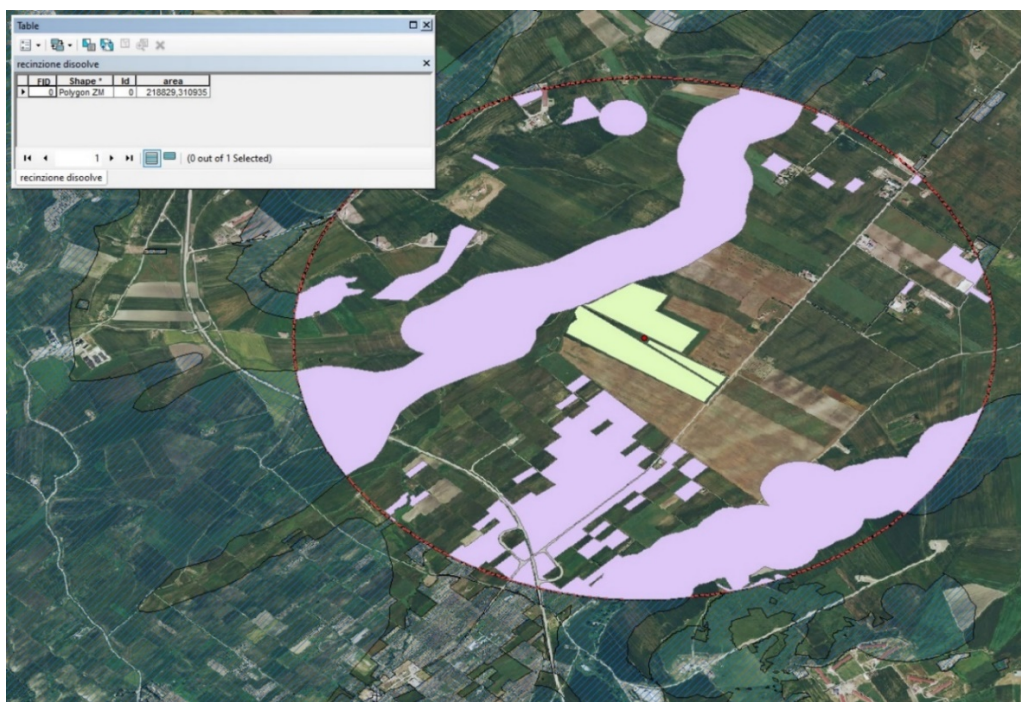 Table
recinzione disoolve
FID Shape * Id area
0 Polygon ZM 0 218829,310935
1 (0 out of 1 Selected)
recinzione disoolve